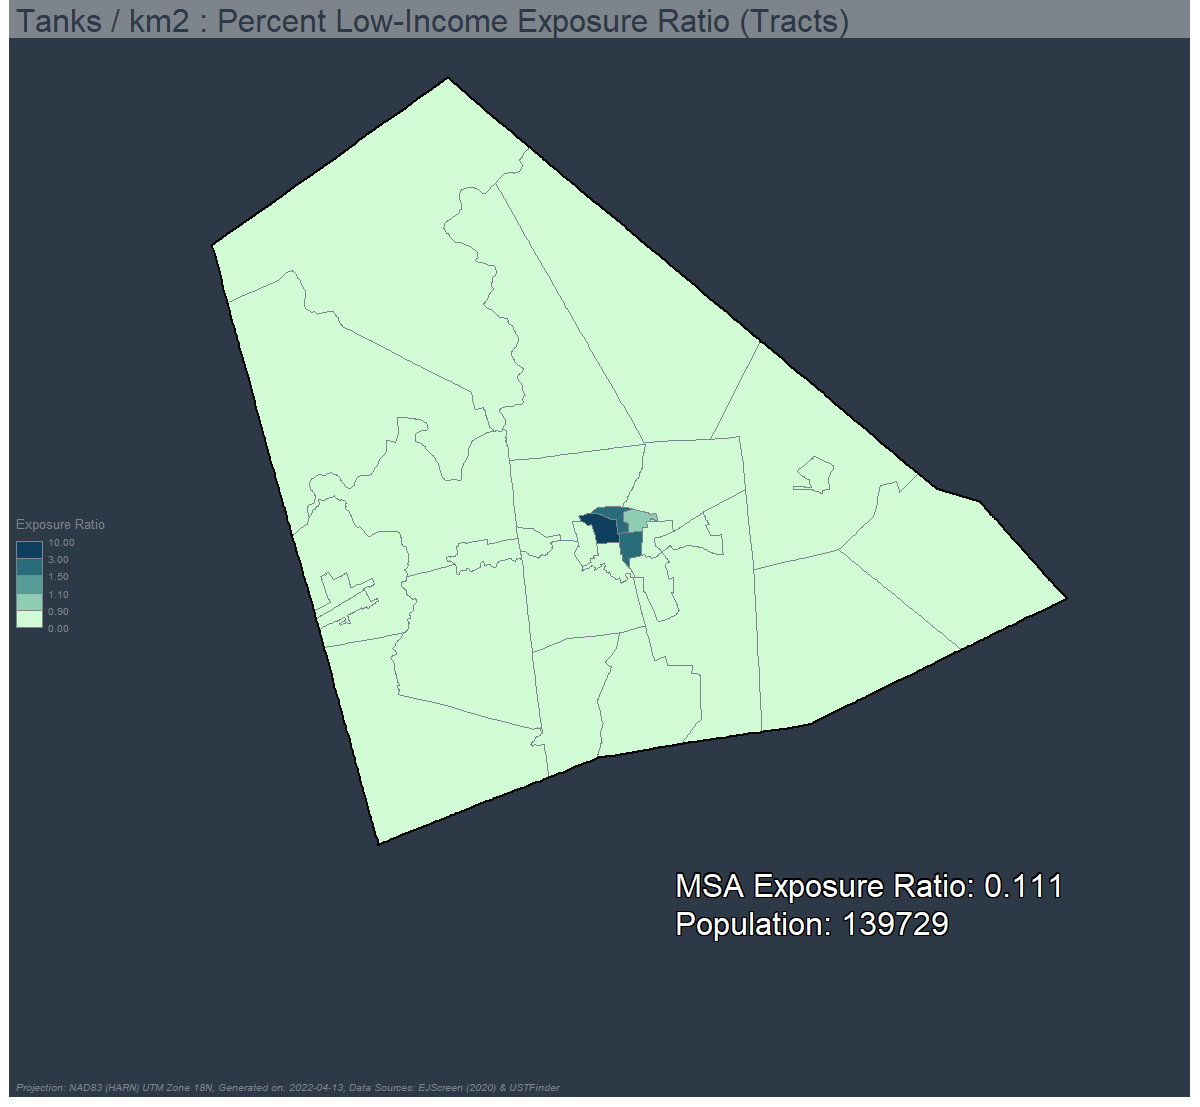 Tanks / km2 : Percent Low-Income Exposure Ratio (Tracts)
Exposure Ratio
10.00
3.00
1.50
1.10
0.90
0.00
MSA Exposure Ratio: 0.111
Population: 139729
Projection: NAD83 (HARN) UTM Zone 18N, Generated on: 2022-04-13, Data Sources: EJScreen (2020) & USTFinder